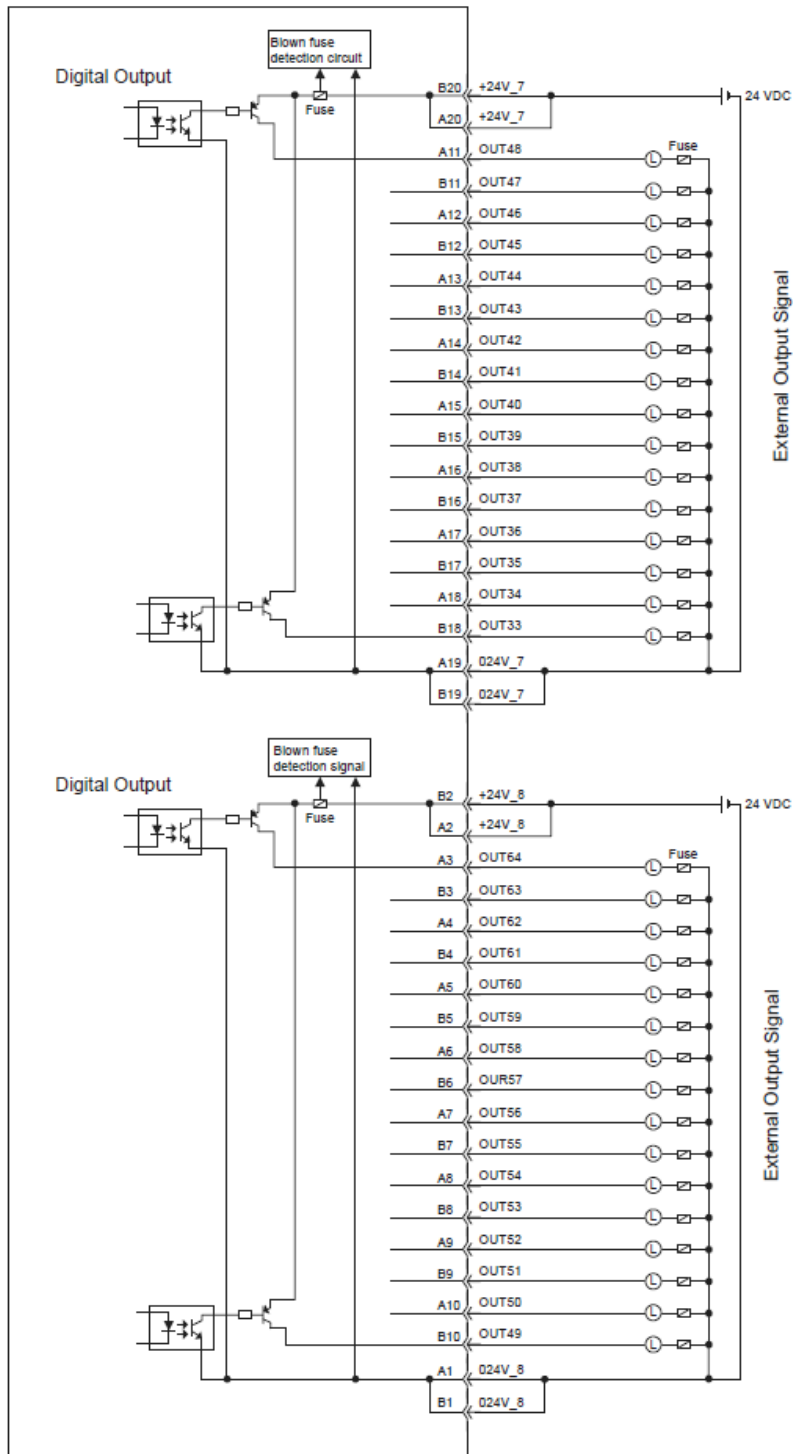 Blown fuse
detection circuit
Digital Output
Fuse
B20 +24V_7
24 VDC
A20 +24V_7
A11 OUT48
Fuse
L
B11 OUT47
L
A12 OUT46
L
B12 OUT45
L
A13 OUT44
L
B13 OUT43
L
A14 OUT42
L
B14 OUT41
L
A15 OUT40
L
B15 OUT39
L
A16 OUT38
L
B16 OUT37
L
A17 OUT36
L
B17 OUT35
L
A18 OUT34
L
B18 OUT33
L
A19 024V_7
B19 024V_7
External Output Signal
Blown fuse
detection signal
Digital Output
Fuse
B2 +24V_8
24 VDC
A2 +24V_8
A3 OUT64
Fuse
L
B3 OUT63
L
A4 OUT62
L
B4 OUT61
L
A5 OUT60
L
B5 OUT59
L
A6 OUT58
L
B6 OUR57
L
A7 OUT56
L
B7 OUT55
L
A8 OUT54
L
B8 OUT53
L
A9 OUT52
L
B9 OUT51
L
A10 OUT50
L
B10 OUT49
L
A1 024V_8
B1 024V_8
External Output Signal